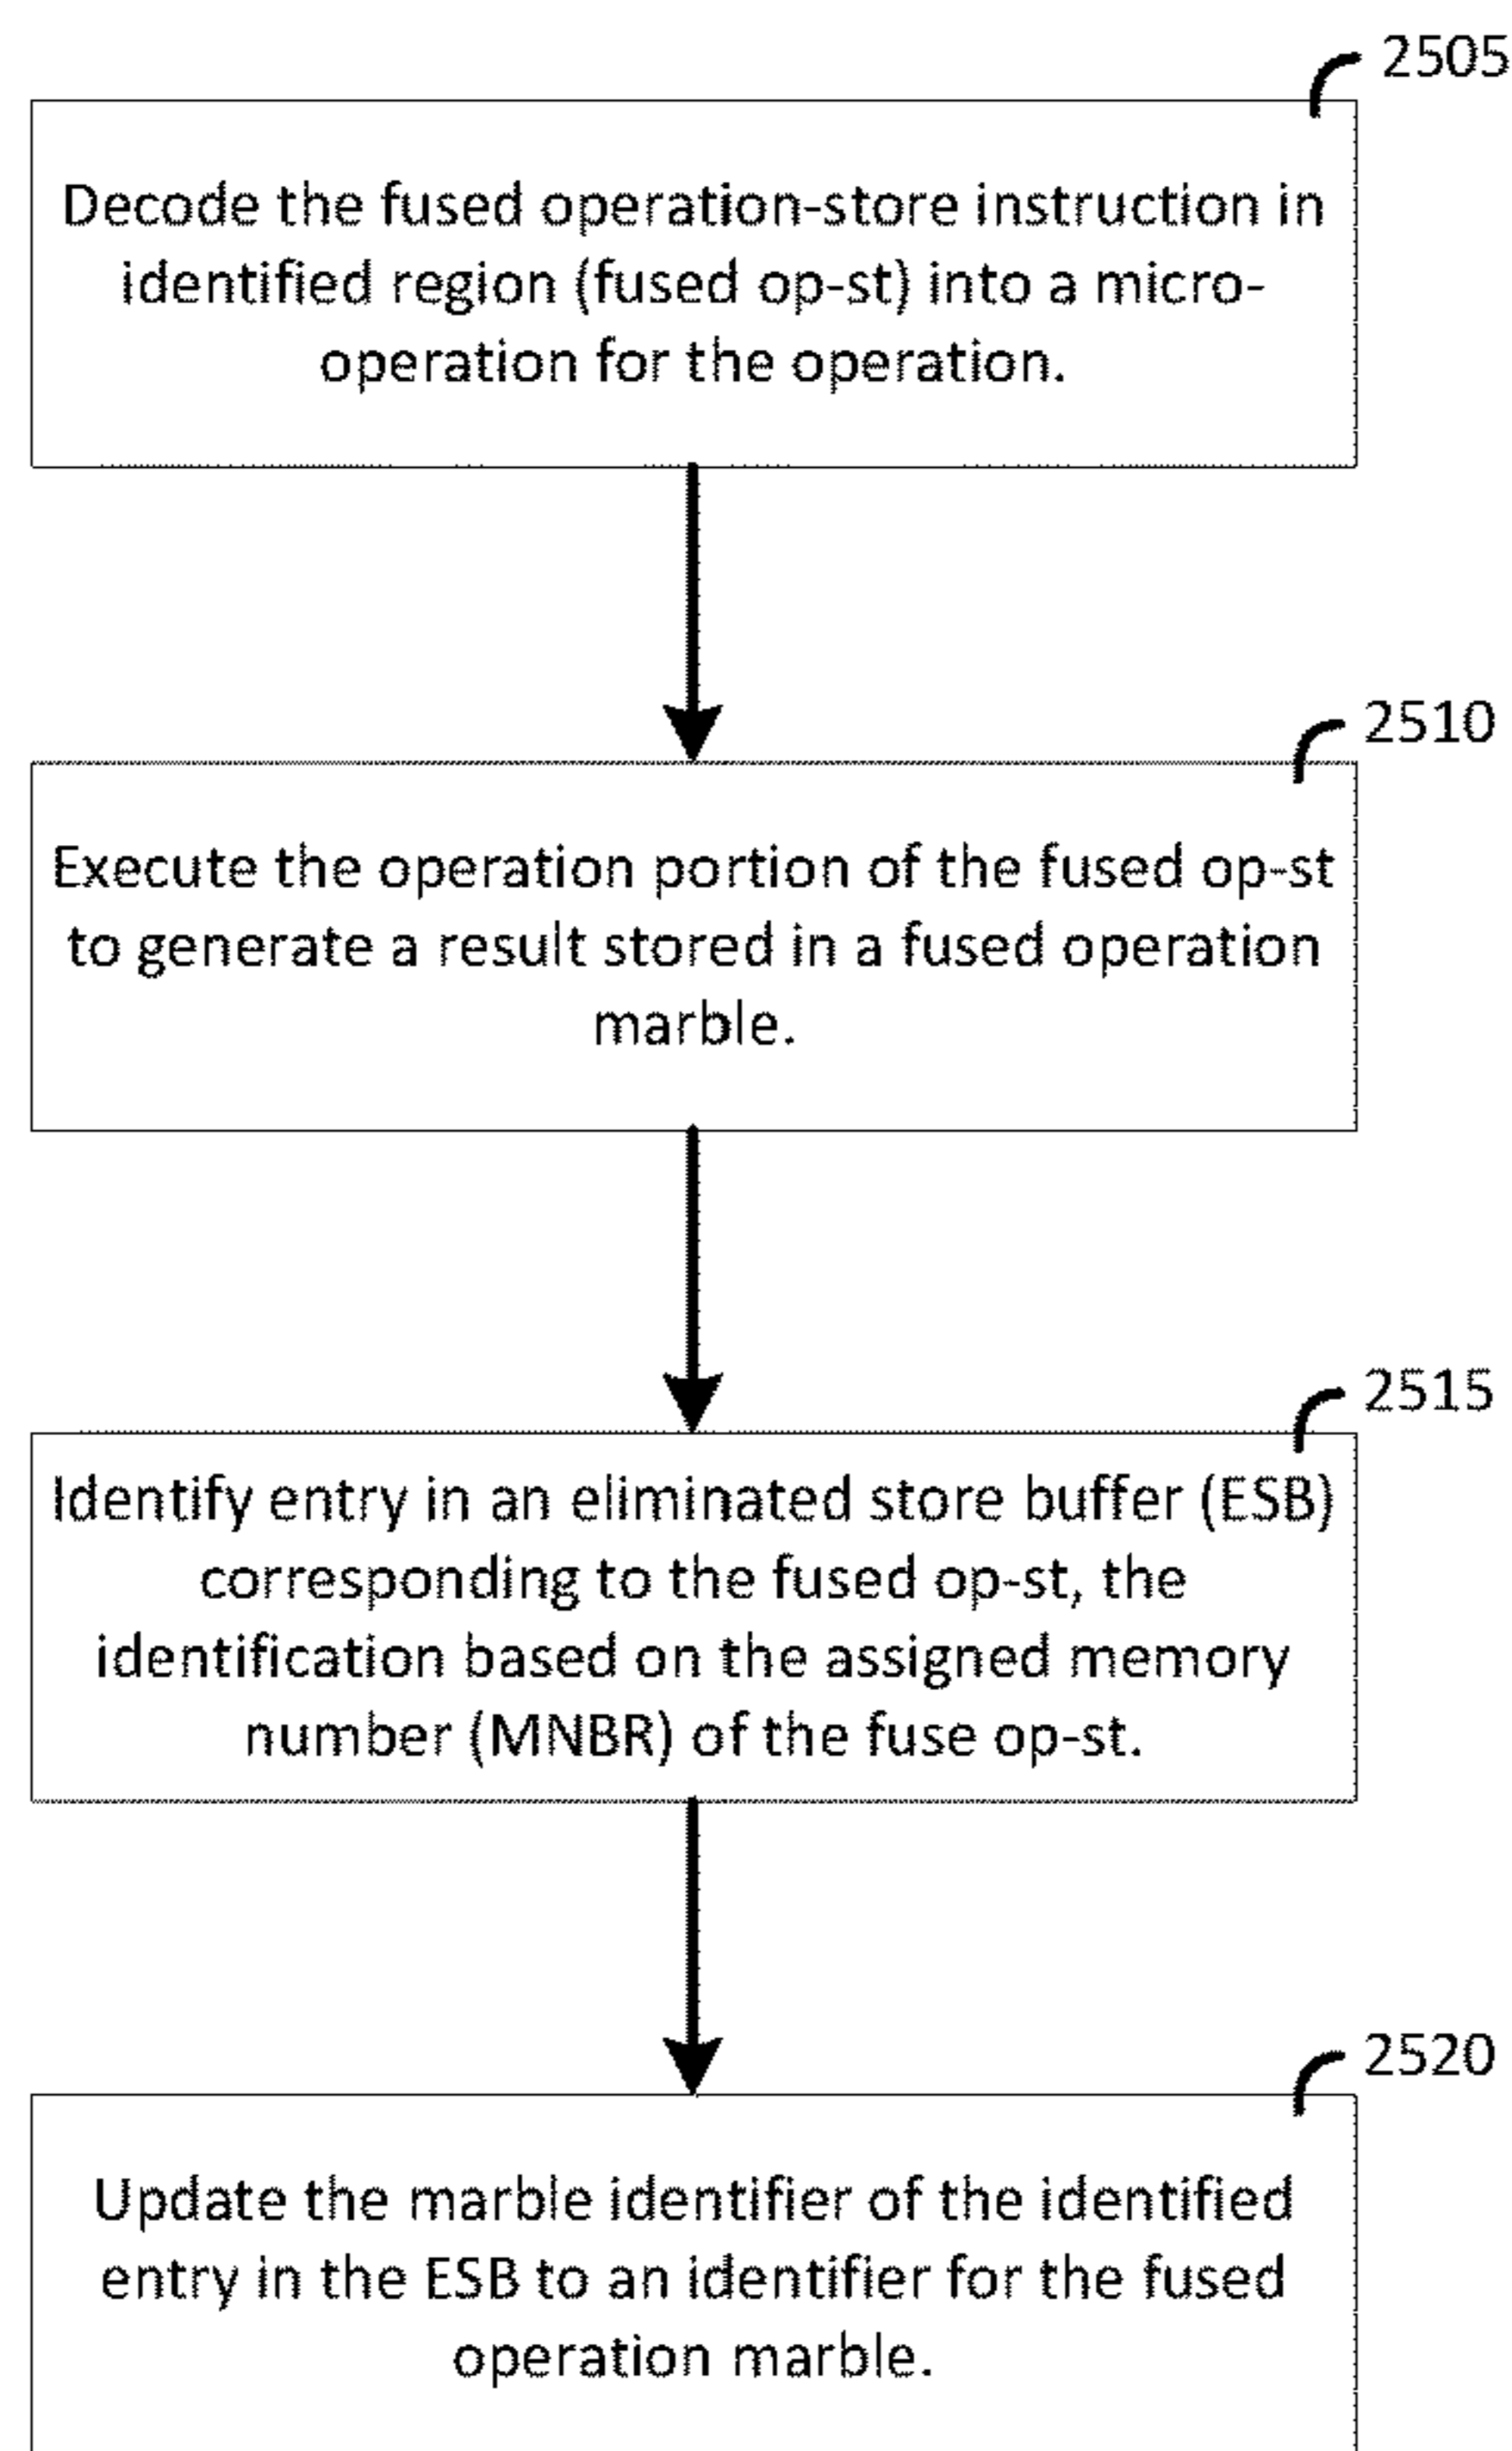 2505
Decode the fused operation-store instruction in
identified region (fused op-st) into a micro-
operation for the operation.
2510
Execute the operation portion of the fused op-st
to generate a result stored in a fused operation
marble.
2515
Identify entry in an eliminated store buffer (ESB)
corresponding to the fused op-st, the
identification based on the assigned memory
number (MNBR) of the fuse op-st.
2520
Update the marble identifier of the identified
entry in the ESB to an identifier for the fused
operation marble.